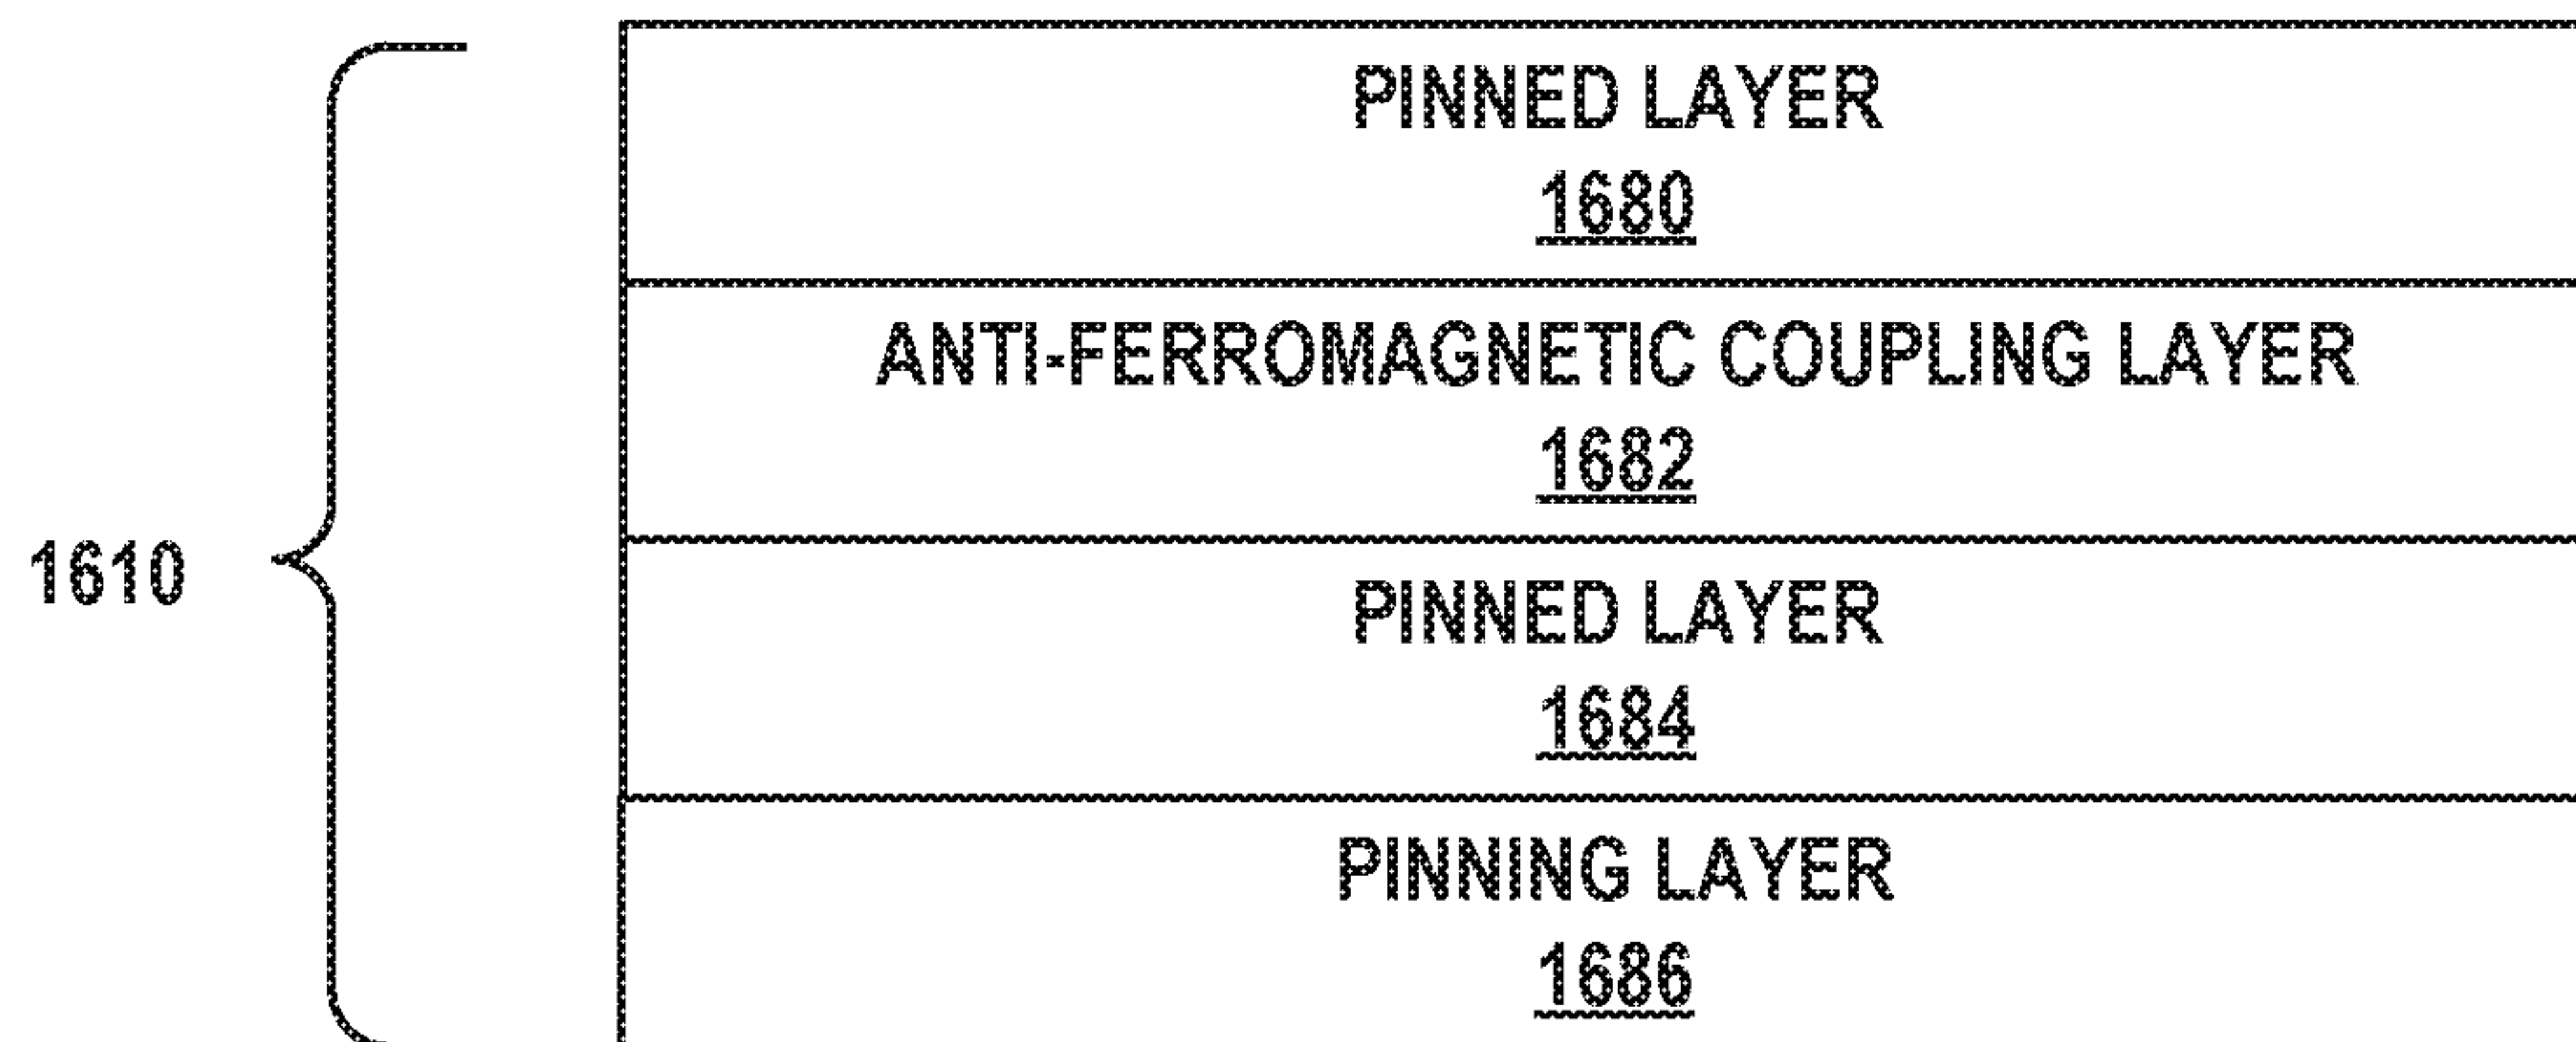 PINNED LAYER
1680
ANTI-FERROMAGNETIC COUPLING LAYER
1682
1610
PINNED LAYER
1684
PINNING LAYER
1686